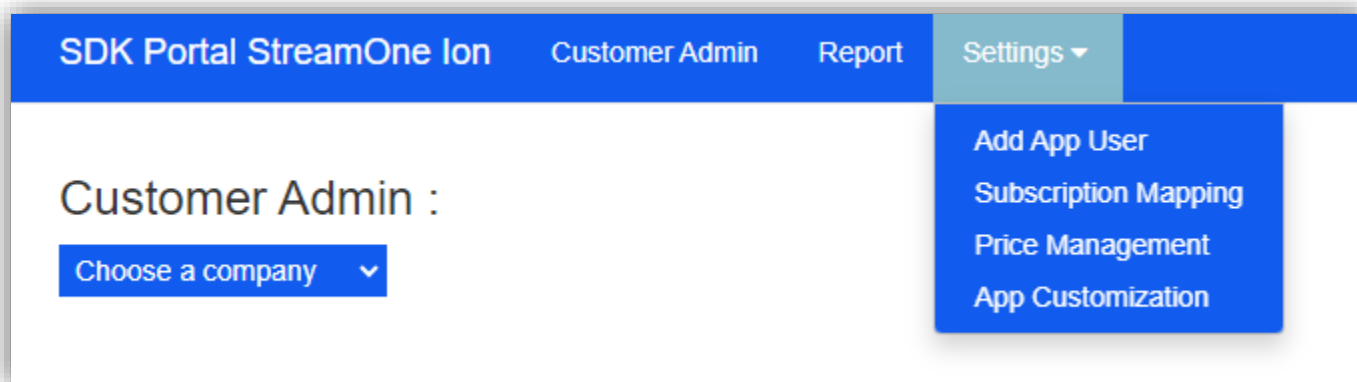 SDK Portal StreamOne Ion Customer Admin Report Settings
Add App User
Subscription Mapping
Price Management
App Customization
Customer Admin :
Choose a company